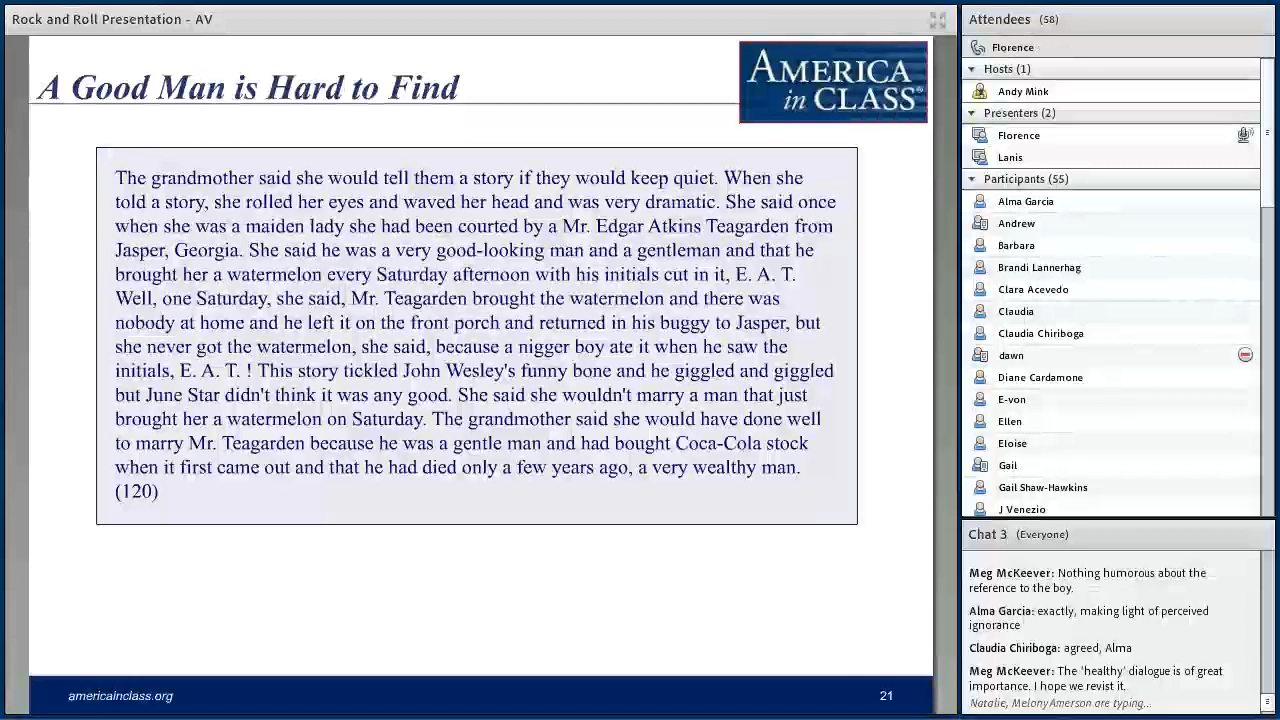 Rock and Roll Presentation - AV
A Good Man is Hard to Find
AMERICA
in CLASS®
The grandmother said she would tell them a story if they would keep quiet. When she
told a story, she rolled her eyes and waved her head and was very dramatic. She said once
when she was a maiden lady she had been courted by a Mr. Edgar Atkins Teagarden from
Jasper, Georgia. She said he was a very good-looking man and a gentleman and that he
brought her a watermelon every Saturday afternoon with his initials cut in it, E. A. T.
Well, one Saturday, she said, Mr. Teagarden brought the watermelon and there was
nobody at home and he left it on the front porch and returned in his buggy to Jasper, but
she never got the watermelon, she said, because a nigger boy ate it when he saw the
initials, E. A. T. ! This story tickled John Wesley's funny bone and he giggled and giggled
but June Star didn't think it was any good. She said she wouldn't marry a man that just
brought her a watermelon on Saturday. The grandmother said she would have done well
to marry Mr. Teagarden because he was a gentle man and had bought Coca-Cola stock
when it first came out and that he had died only a few years ago, a very wealthy man.
(120)
americainclass.org
21
Attendees (58)
Florence
Hosts (1)
Andy Mink
Presenters (2)
Florence
Lanis
Participants (55)
Alma Garcia
Andrew
Barbara
Brandi Lannerhag
Clare Acevedo
Claudia
Claudia Chiriboga
dawn
Diane Cardamone
E-von
Ellen
Eloise
Gail
Gail Shaw-Hawkins
J Venezio
Chat 3 (Everyone)
Meg McKeever: Nothing humorous about the
reference to the boy.
Alma Garcia: exactly, making light of perceived
ignorance
Claudia Chiriboga: agreed, Alma
Meg McKeever: The 'healthy' dialogue is of great
importance. I hope we revisit it.
Natalie, MelonyAmerson are typing...